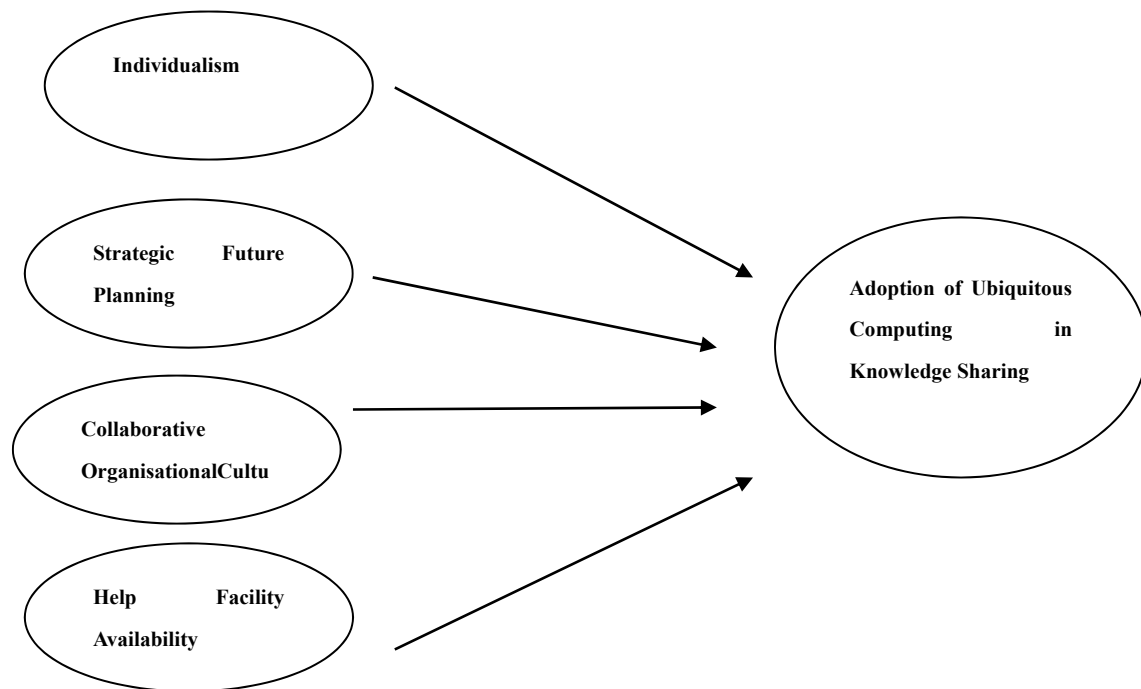 Individualism
Strategic Future
Planning
Adoption of Ubiquitous
Computing in
Knowledge Sharing
Collaborative
OrganisationalCultu
Help Facility
Availability